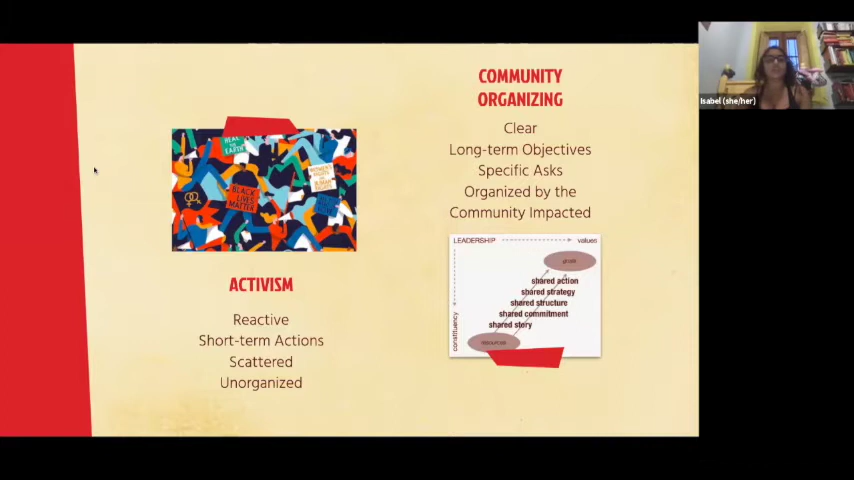 COMMUNITY
ORGANIZING
Clear
Long-term Objectives
Specific Asks
Organized by the
Community Impacted
LEADERSHIP values
shared action
shared strategy
shared structure
shared commitment
shared story
constituency
resources
BLACK
LIVES
MATTER
ACTIVISM
Reactive
Short-term Actions
Scattered
Unorganized
Isabel (she/her)